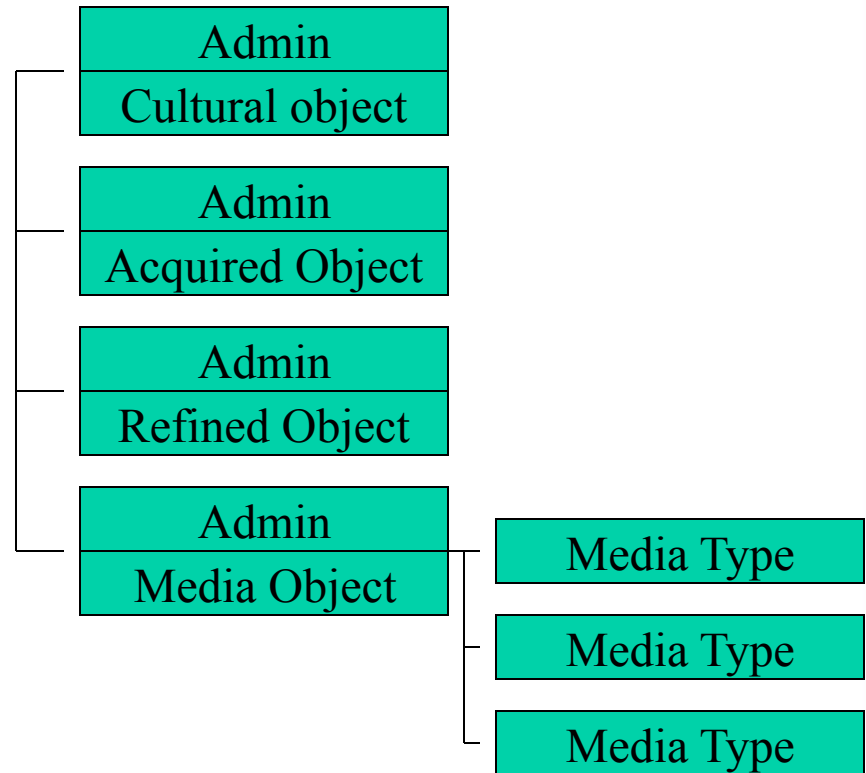 Admin
Cultural object
Admin
Acquired Object
Admin
Refined Object
Admin
Media Object
Media Type
Media Type
Media Type